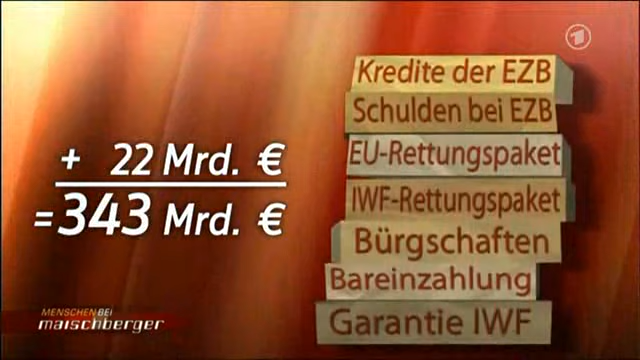 + 22 Mrd. €
= 343 Mrd. €
Kredite der EZB
Schulden bei EZB
EU-Rettungspaket
IWF-Rettungspaket
Bürgschaften
Bareinzahlung
Garantie IWF
MENSCHEN BEI
maischberger
1